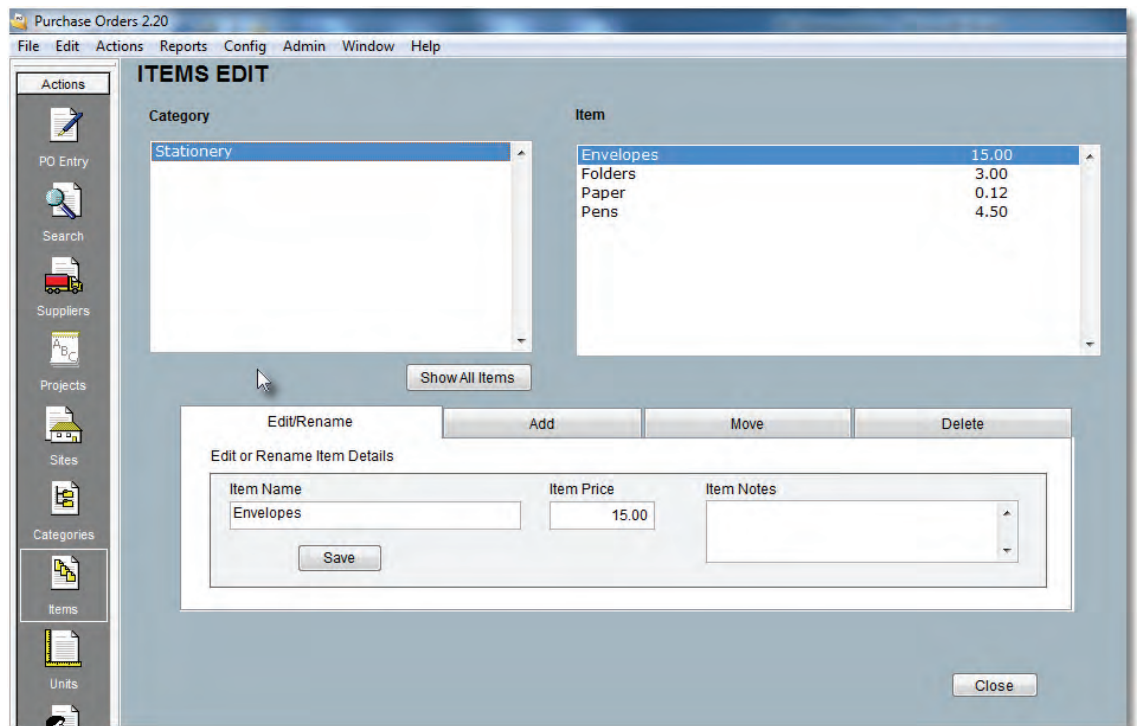 Purchase Orders 2.20
File Edit Actions Reports Config Admin Window Help
Actions
PO Entry
Search
Suppliers
ABC
Projects
Sites
Categories
Items
Units
ITEMS EDIT
Category
Stationery
Show All Items
Item
Envelopes 15.00
Folders 3.00
Paper 0.12
Pens 4.50
Edit/Rename Add Move Delete
Edit or Rename Item Details
Item Name Item Price Item Notes
Envelopes 15.00
Save
Close